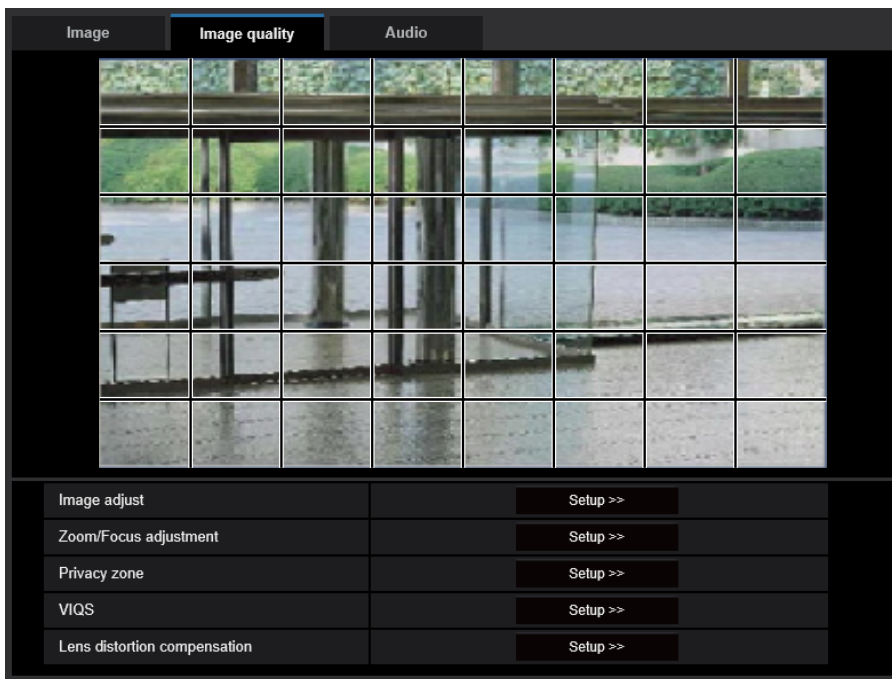 Image Image quality Audio
Image adjust Setup >>
Zoom/Focus adjustment Setup >>
Privacy zone Setup >>
VIQS Setup >>
Lens distortion compensation Setup >>